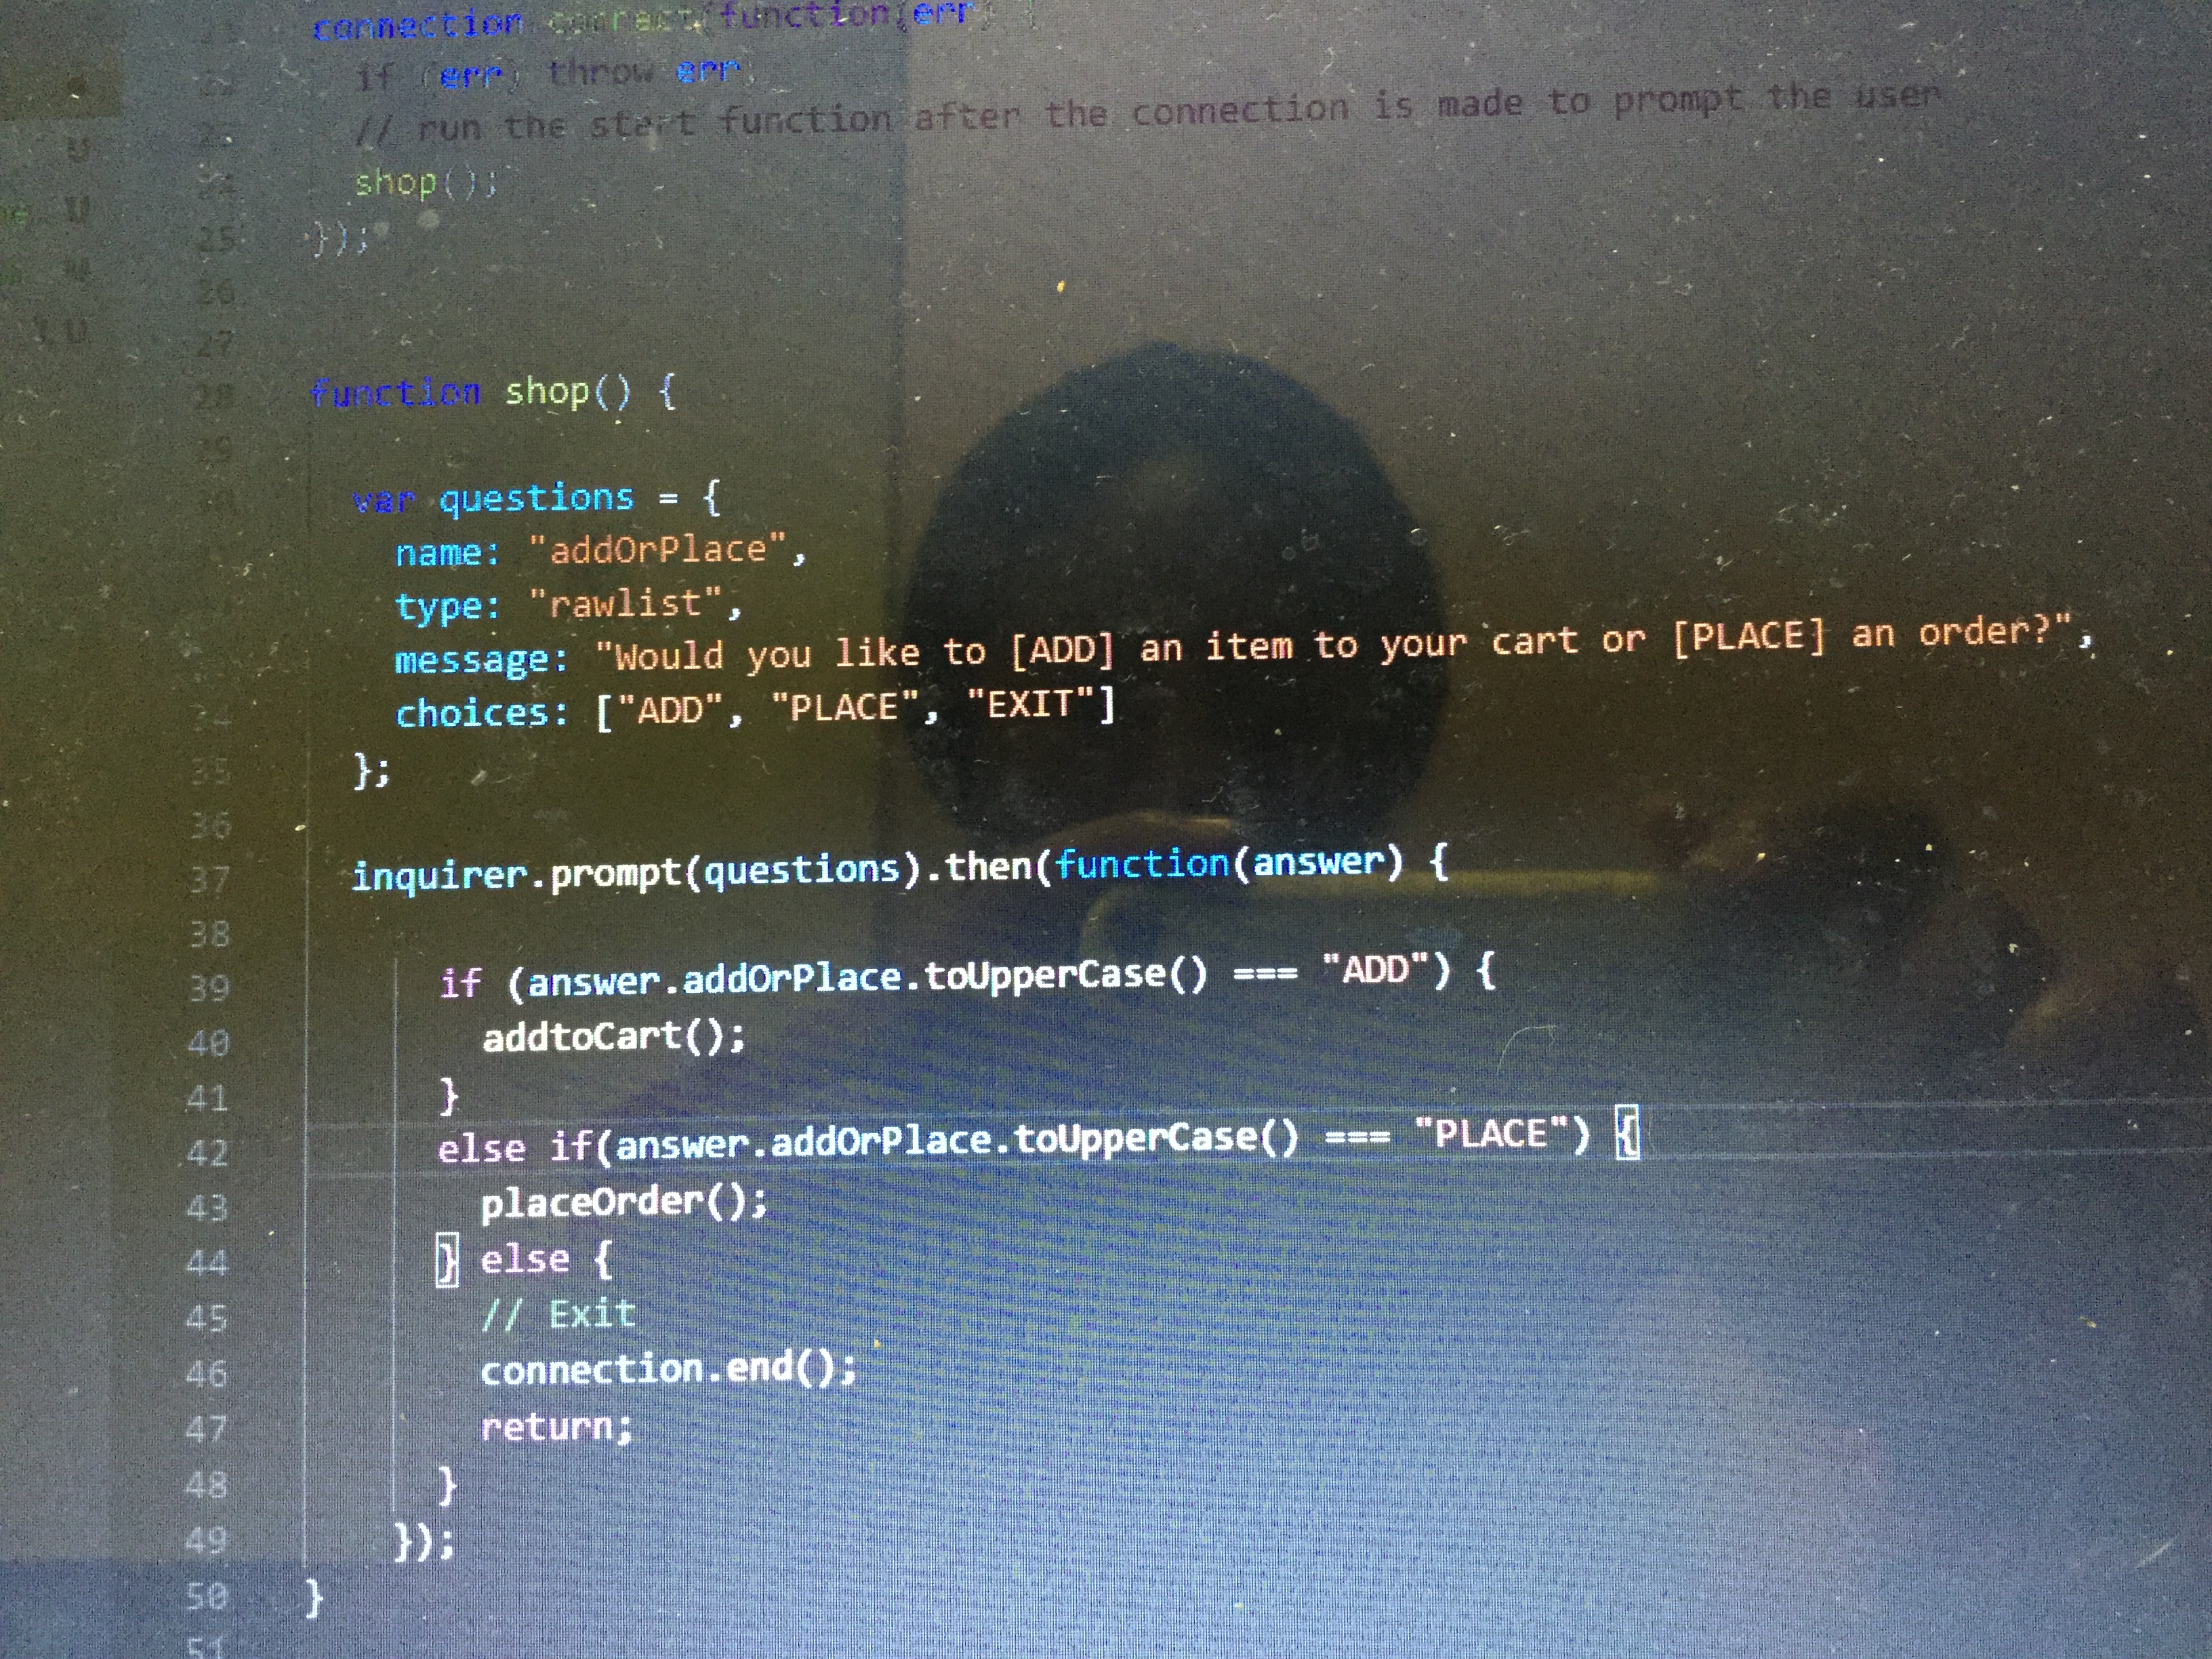 connection connect(function(err) {
22 if (err) throw err;
23 // run the start function after the connection is made to prompt the user
24 shop();
25 });
26
27
28 function shop() {
29
30 var questions = {
name: "addOrPlace",
type: "rawlist",
message: "Would you like to [ADD] an item to your cart or [PLACE] an order?",
34 choices: ["ADD", "PLACE", "EXIT"]
35 };
36
37 inquirer.prompt(questions).then(function(answer) {
38
39 if (answer.addOrPlace.toUpperCase() === "ADD") {
40 addtoCart();
41 }
42 else if(answer.addOrPlace.toUpperCase() === "PLACE") {
43 placeOrder();
44 } else {
45 // Exit
46 connection.end();
47 return;
48 }
49 });
50 }
51